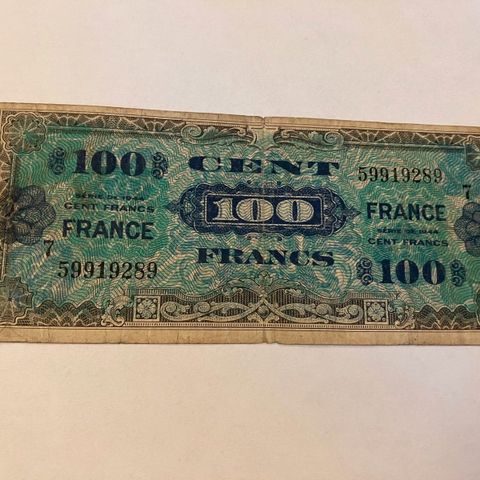 100
CENT
59919289
SÉRIE DE 1944
CENT FRANCS
FRANCE
7
100
7
FRANCE
SÉRIE DE 1944
CENT FRANCS
59919289
FRANCS
100